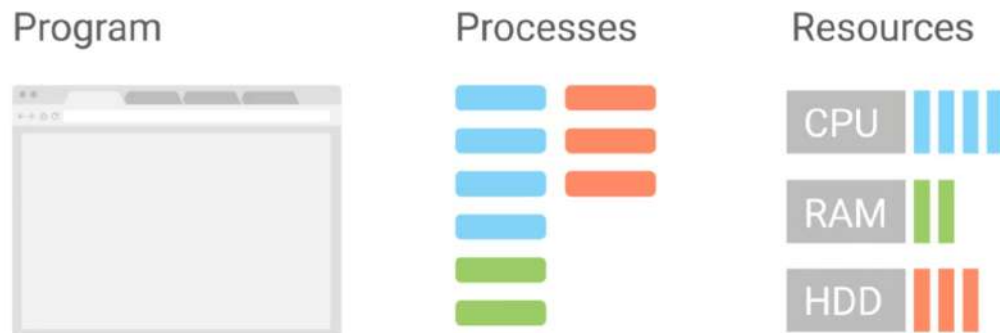 Program
Processes
Resources
CPU
RAM
HDD